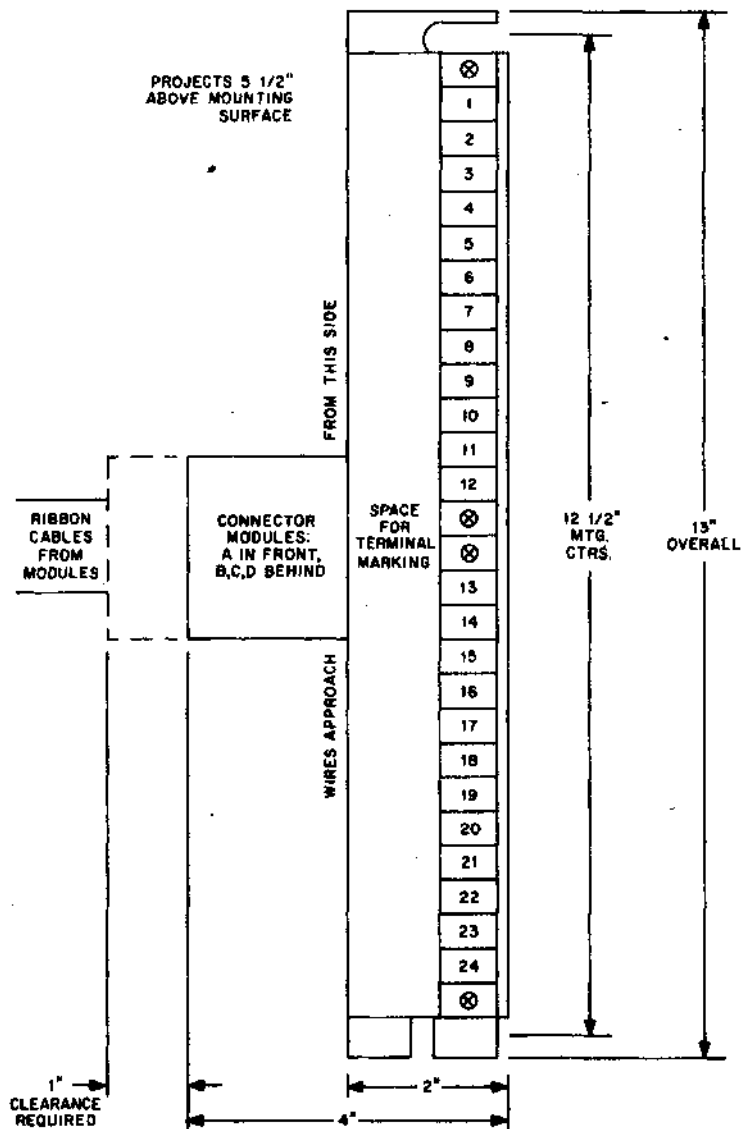 PROJECTS 5 1/2"
ABOVE MOUNTING
SURFACE
⊗
1
2
3
4
5
6
7
8
9
10
11
12
⊗
⊗
13
14
15
16
17
18
19
20
21
22
23
24
⊗
WIRES APPROACH FROM THIS SIDE
RIBBON
CABLES
FROM
MODULES
CONNECTOR
MODULES:
A IN FRONT,
B,C,D BEHIND
SPACE
FOR
TERMINAL
MARKING
12 1/2"
MTG.
CTRS.
13"
OVERALL
1"
CLEARANCE
REQUIRED
2"
4"